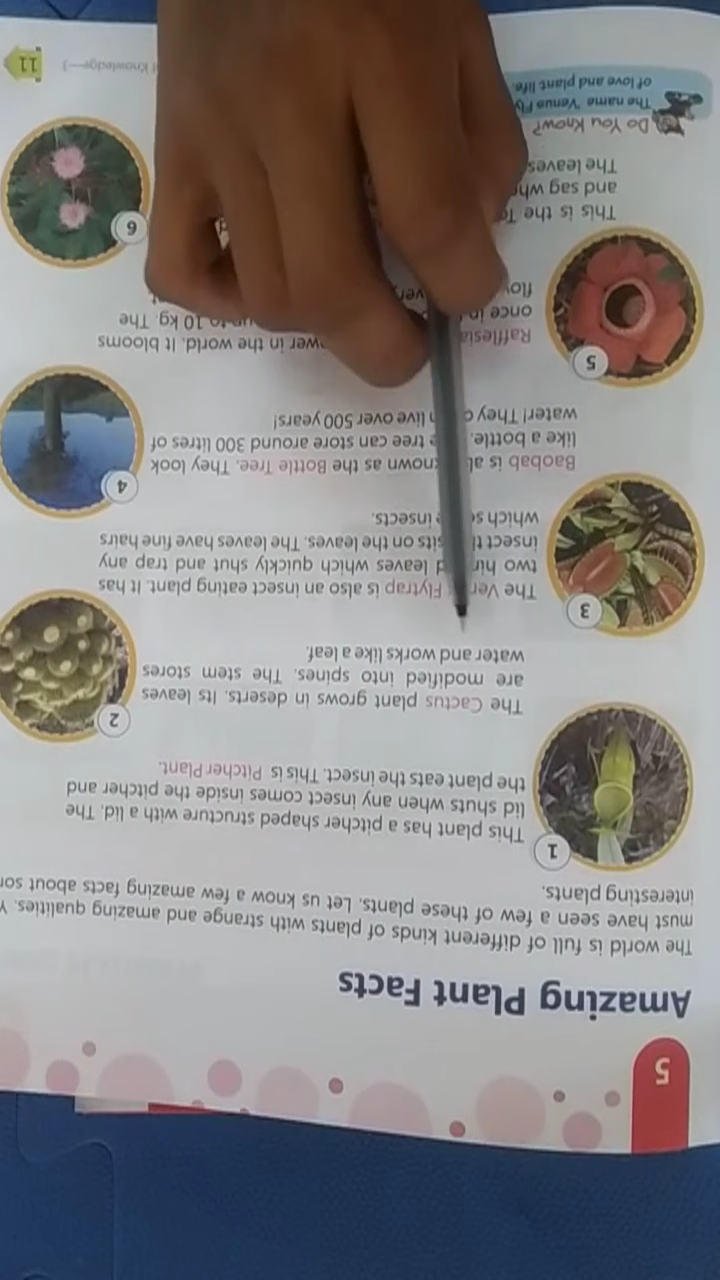 5
Amazing Plant Facts
The world is full of different kinds of plants with strange and amazing qualities.
must have seen a few of these plants. Let us know a few amazing facts about
interesting plants.
1
This plant has a pitcher shaped structure with a lid. The
lid shuts when any insect comes inside the pitcher and
the plant eats the insect. This is Pitcher Plant.
2
The Cactus plant grows in deserts. Its leaves
are modified into spines. The stem stores
water and works like a leaf.
3
The Flytrap is also an insect eating plant. It has
two leaves which quickly shut and trap any
insect sits on the leaves. The leaves have fine hairs
which insects.
4
Baobab is known as the Bottle Tree. They look
like a bottle. tree can store around 300 litres of
water! They live over 500 years!
5
Rafflesia in the world. It blooms
once in up to 10 kg. The
6
This is the
and sag
The leaves
Do You Know?
The name 'Venus Fly
of love and plant life.
Knowledge—3
11